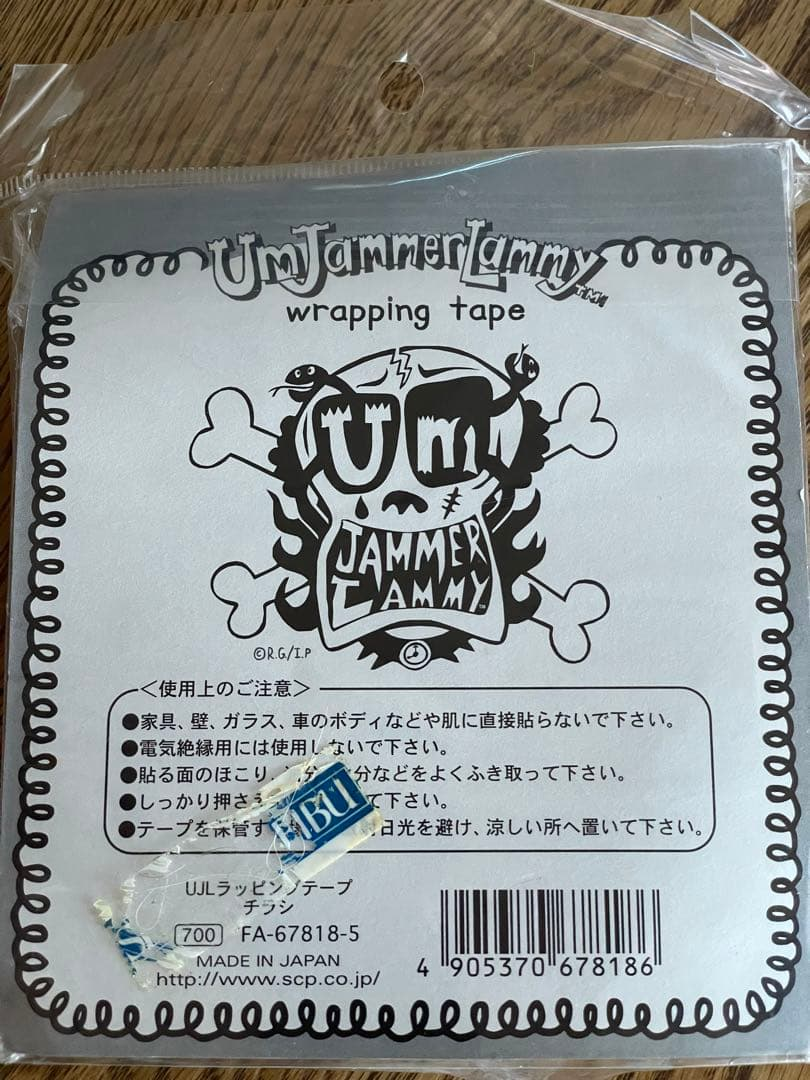 UmJammerLammy™
wrapping tape
Um
JAMMER
LAMMY™
©R.G/I.P
＜使用上のご注意＞
●家具、壁、ガラス、車のボディなどや肌に直接貼らないで下さい。
●電気絶縁用には使用しないで下さい。
●貼る面のほこり、 分などをよくふき取って下さい。
●しっかり押さえ て下さい。
●テープを保管す 日光を避け、涼しい所へ置いて下さい。
IBU
UJLラッピングテープ
チラシ
700 FA-67818-5
MADE IN JAPAN
http://www.scp.co.jp/
4 905370 678186